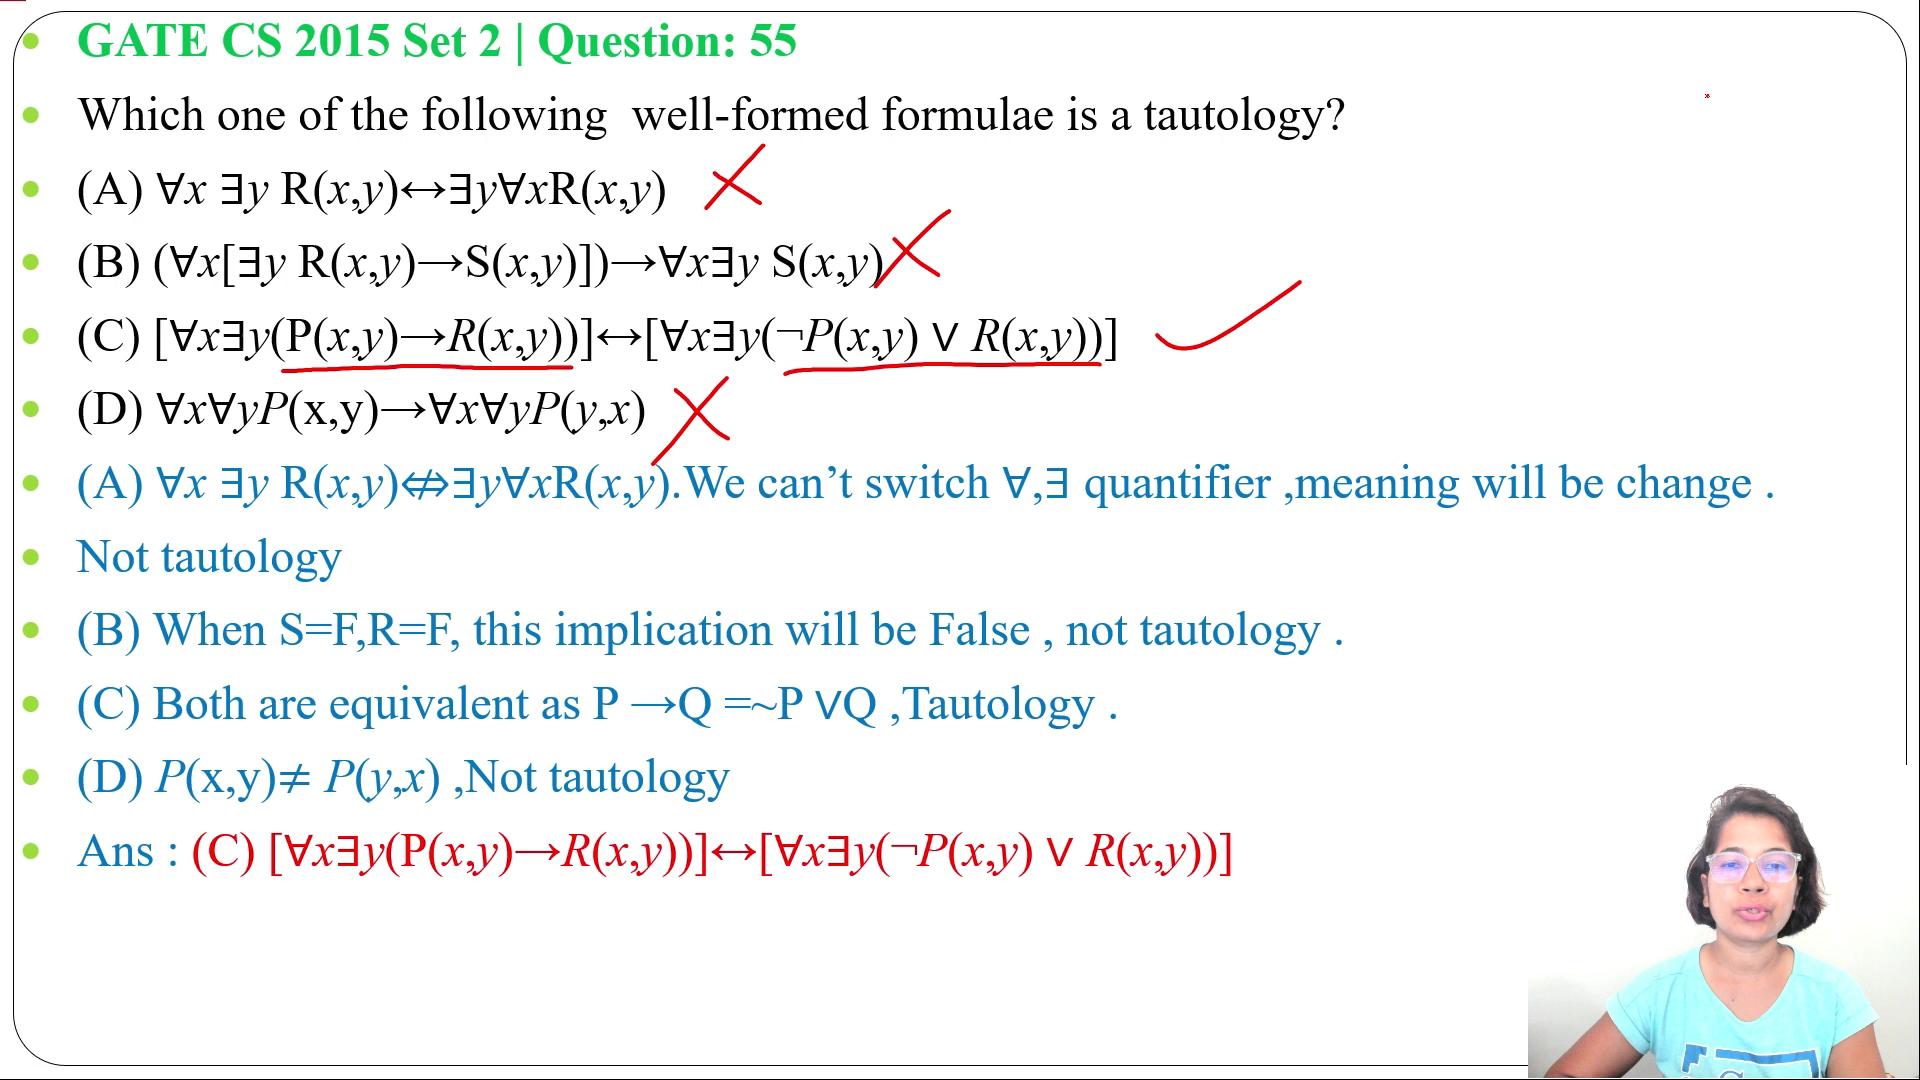 GATE CS 2015 Set 2 | Question: 55
Which one of the following well-formed formulae is a tautology?
(A) ∀x ∃y R(x,y)↔∃y∀xR(x,y)
(B) (∀x[∃y R(x,y)→S(x,y)])→∀x∃y S(x,y)
(C) [∀x∃y(P(x,y)→R(x,y))]↔[∀x∃y(¬P(x,y) ∨ R(x,y))]
(D) ∀x∀yP(x,y)→∀x∀yP(y,x)
(A) ∀x ∃y R(x,y)⇎∃y∀xR(x,y).We can’t switch ∀,∃ quantifier ,meaning will be change .
Not tautology
(B) When S=F,R=F, this implication will be False , not tautology .
(C) Both are equivalent as P →Q =~P ∨Q ,Tautology .
(D) P(x,y)≠ P(y,x) ,Not tautology
Ans : (C) [∀x∃y(P(x,y)→R(x,y))]↔[∀x∃y(¬P(x,y) ∨ R(x,y))]